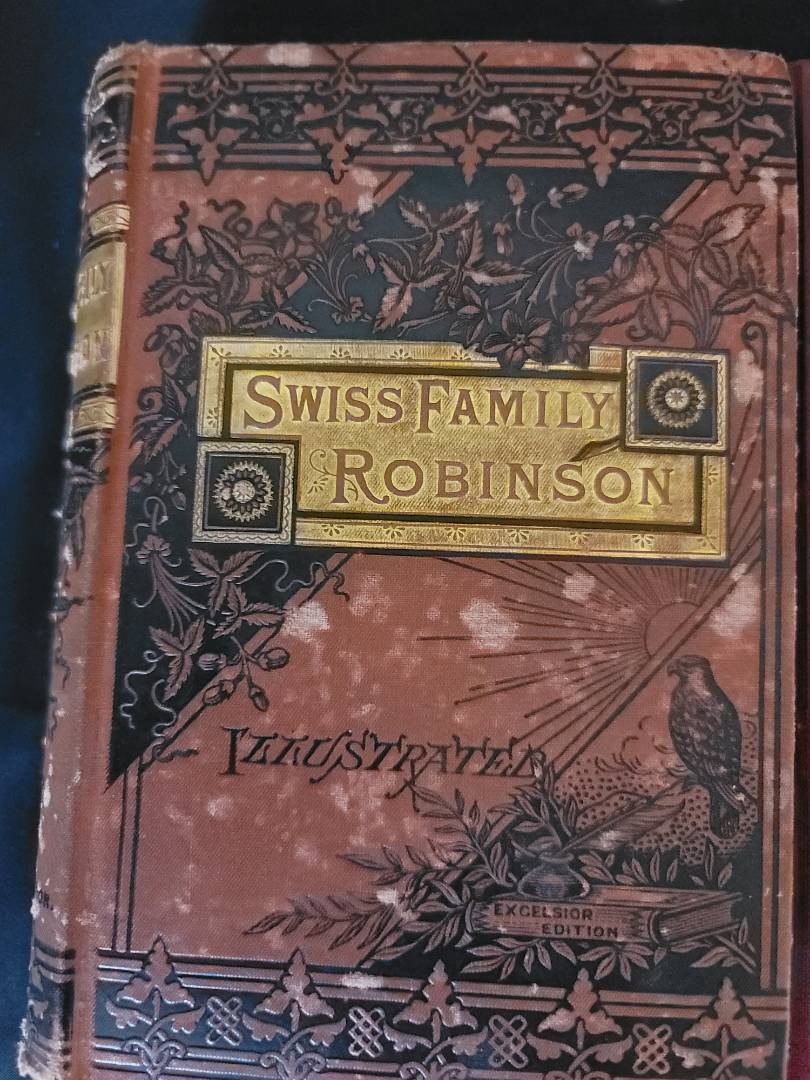 SWISS FAMILY
ROBINSON
ILLUSTRATED
EXCELSIOR
EDITION